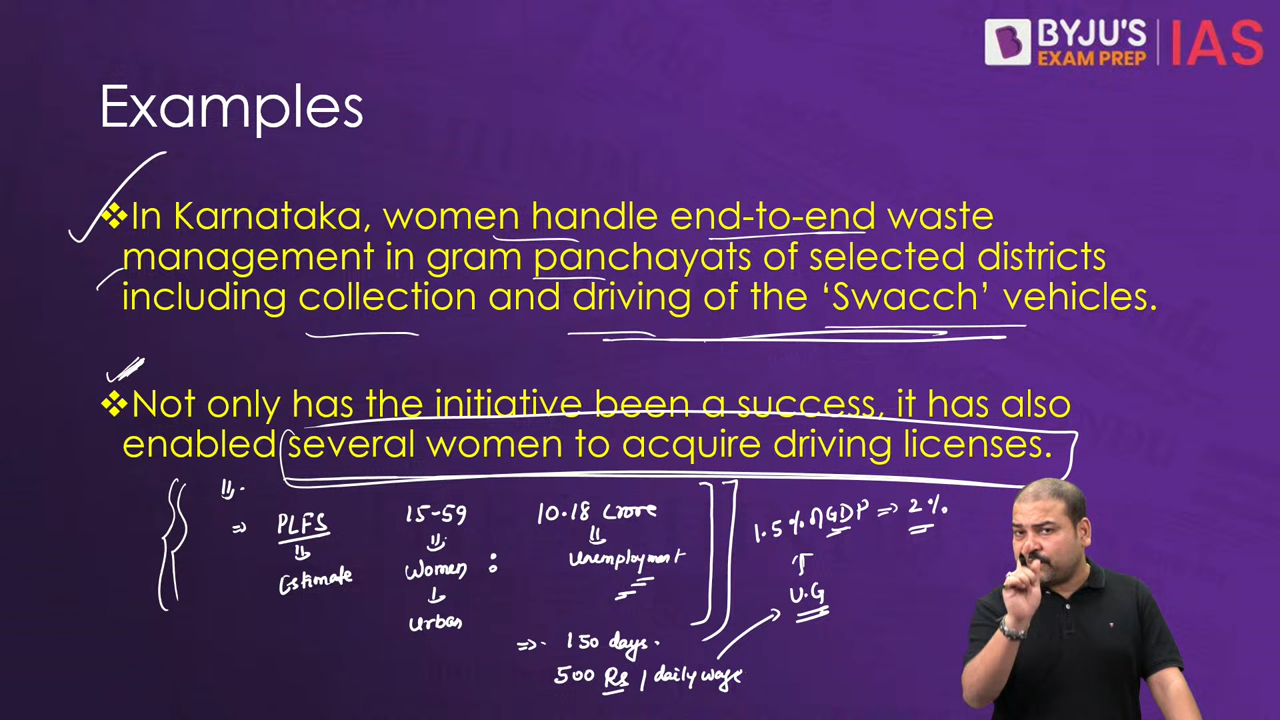 BYJU'S
EXAM PREP
IAS
Examples
❖In Karnataka, women handle end-to-end waste
management in gram panchayats of selected districts
including collection and driving of the ‘Swacch’ vehicles.
❖Not only has the initiative been a success, it has also
enabled several women to acquire driving licenses.
⇒ PLFS
Estimate
15-59
Women :
Urban
10.18 Crore
Unemployment
1.5% of GDP ⇒ 2%
U.G
⇒ 150 days.
500 Rs / daily wage